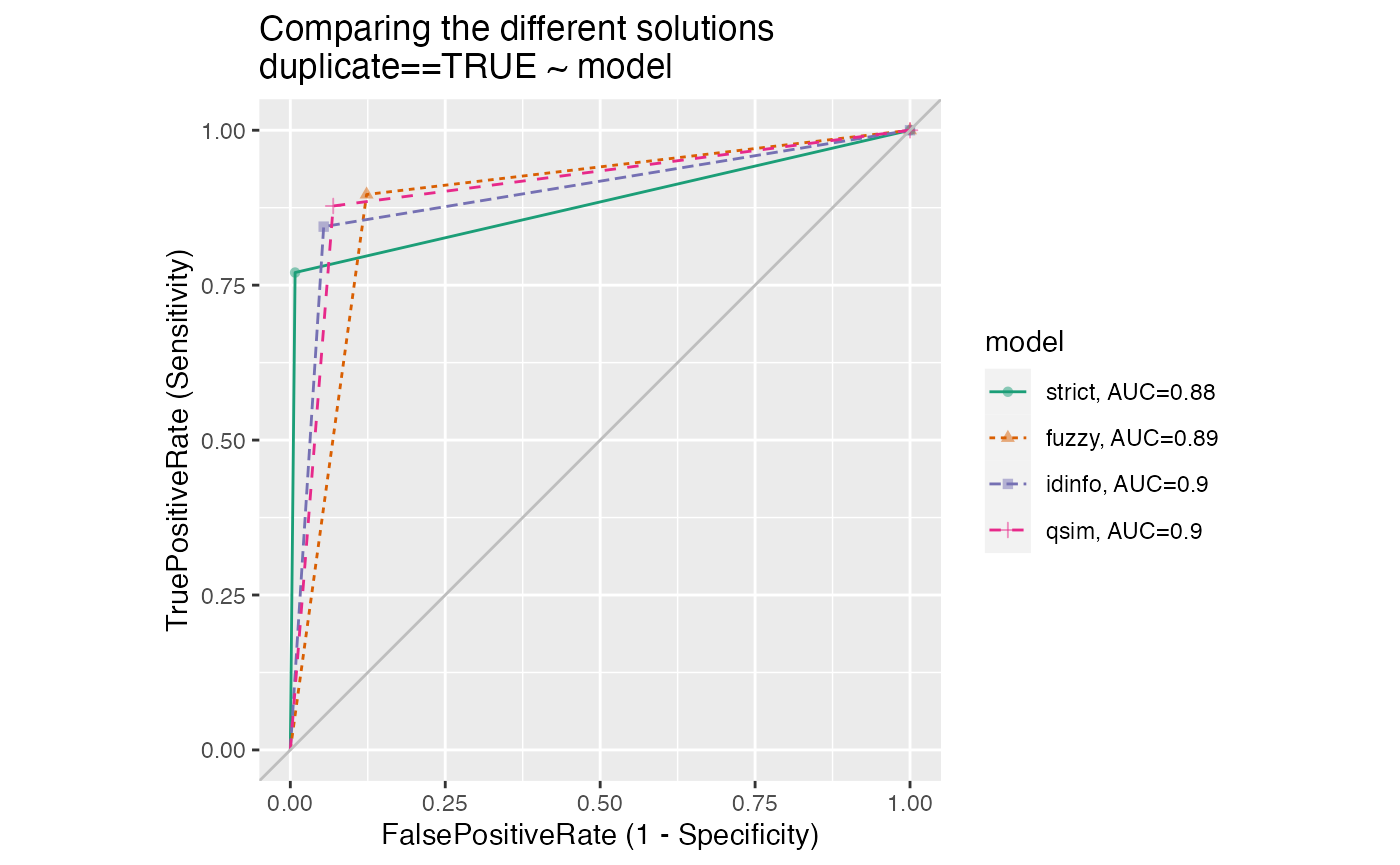 Comparing the different solutions
duplicate==TRUE ~ model
1.00
0.75
0.50
0.25
0.00
TruePositiveRate (Sensitivity)
0.00 0.25 0.50 0.75 1.00
FalsePositiveRate (1 - Specificity)
model
strict, AUC=0.88
fuzzy, AUC=0.89
idinfo, AUC=0.9
qsim, AUC=0.9